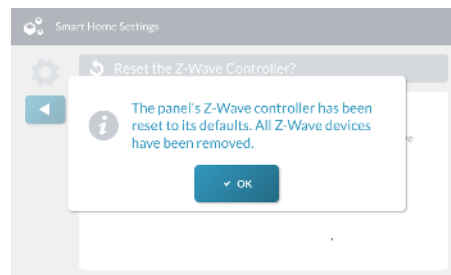 Smart Home Settings
Reset the Z-Wave Controller?
The panel's Z-Wave controller has been
reset to its defaults. All Z-Wave devices
have been removed.
OK